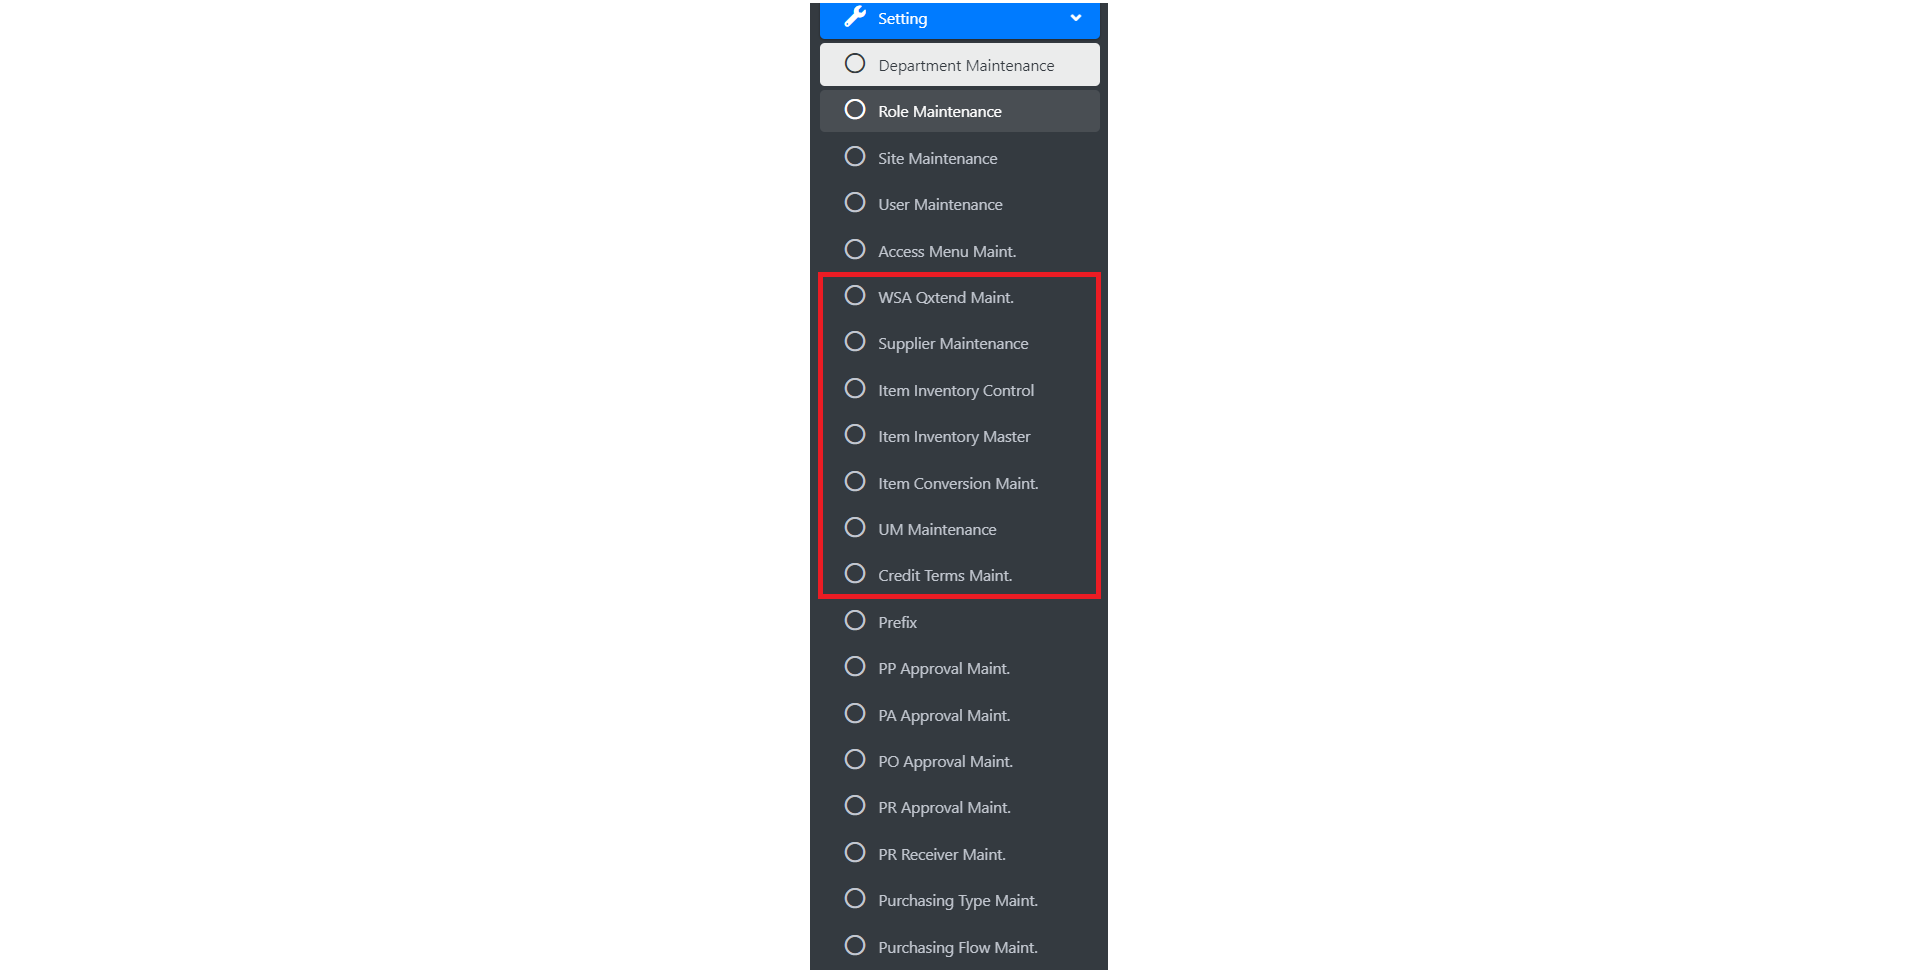 Setting
Department Maintenance
Role Maintenance
Site Maintenance
User Maintenance
Access Menu Maint.
WSA Qxtend Maint.
Supplier Maintenance
Item Inventory Control
Item Inventory Master
Item Conversion Maint.
UM Maintenance
Credit Terms Maint.
Prefix
PP Approval Maint.
PA Approval Maint.
PO Approval Maint.
PR Approval Maint.
PR Receiver Maint.
Purchasing Type Maint.
Purchasing Flow Maint.